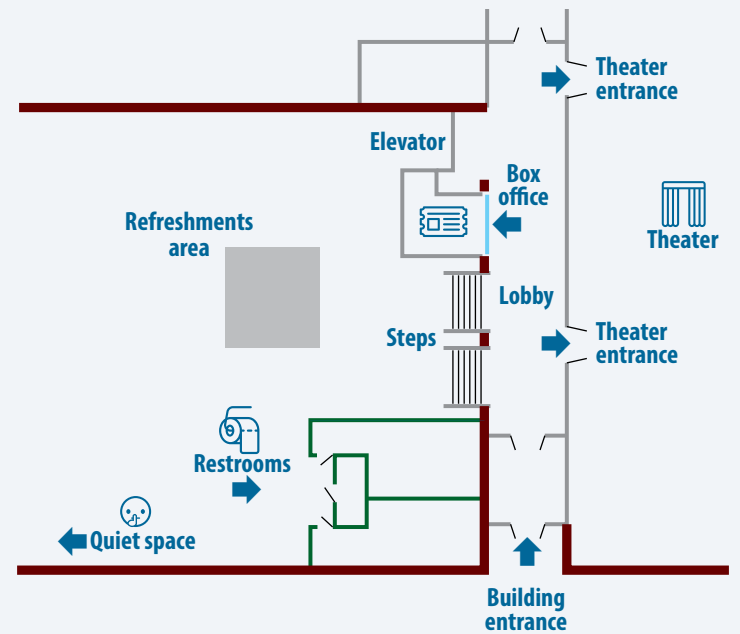 Theater
entrance
Elevator
Box
office
Refreshments
area
Theater
Lobby
Steps
Theater
entrance
Restrooms
Quiet space
Building
entrance